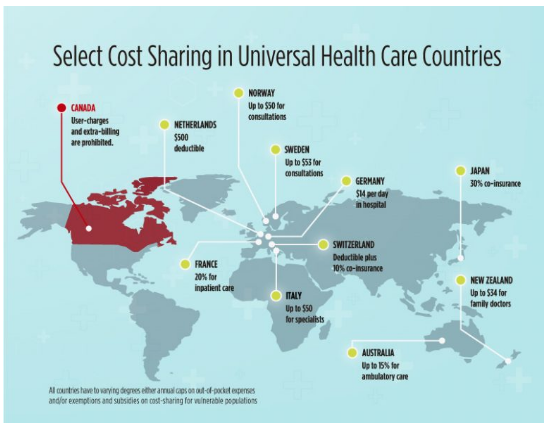 Select Cost Sharing in Universal Health Care Countries
CANADA
User-charges
and extra-billing
are prohibited.
NETHERLANDS
$500
deductible
NORWAY
Up to $50 for
consultations
SWEDEN
Up to $53 for
consultations
GERMANY
$14 per day
in hospital
JAPAN
30% co-insurance
FRANCE
20% for
inpatient care
SWITZERLAND
Deductible plus
10% co-insurance
ITALY
Up to $50
for specialists
NEW ZEALAND
Up to $34 for
family doctors
AUSTRALIA
Up to 15% for
ambulatory care
All countries have to varying degrees either annual caps on out-of-pocket expenses
and/or exemptions and subsidies on cost-sharing for vulnerable populations